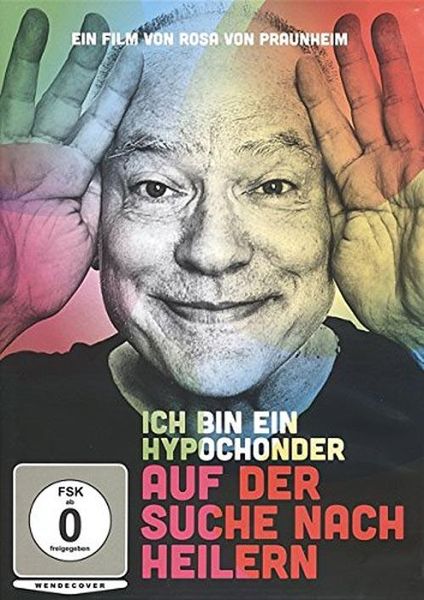 EIN FILM VON ROSA VON PRAUNHEIM
ICH BIN EIN
HYPOCHONDER
AUF DER
SUCHE NACH
HEILERN
FSK
ab
0
freigegeben
WENDECOVER